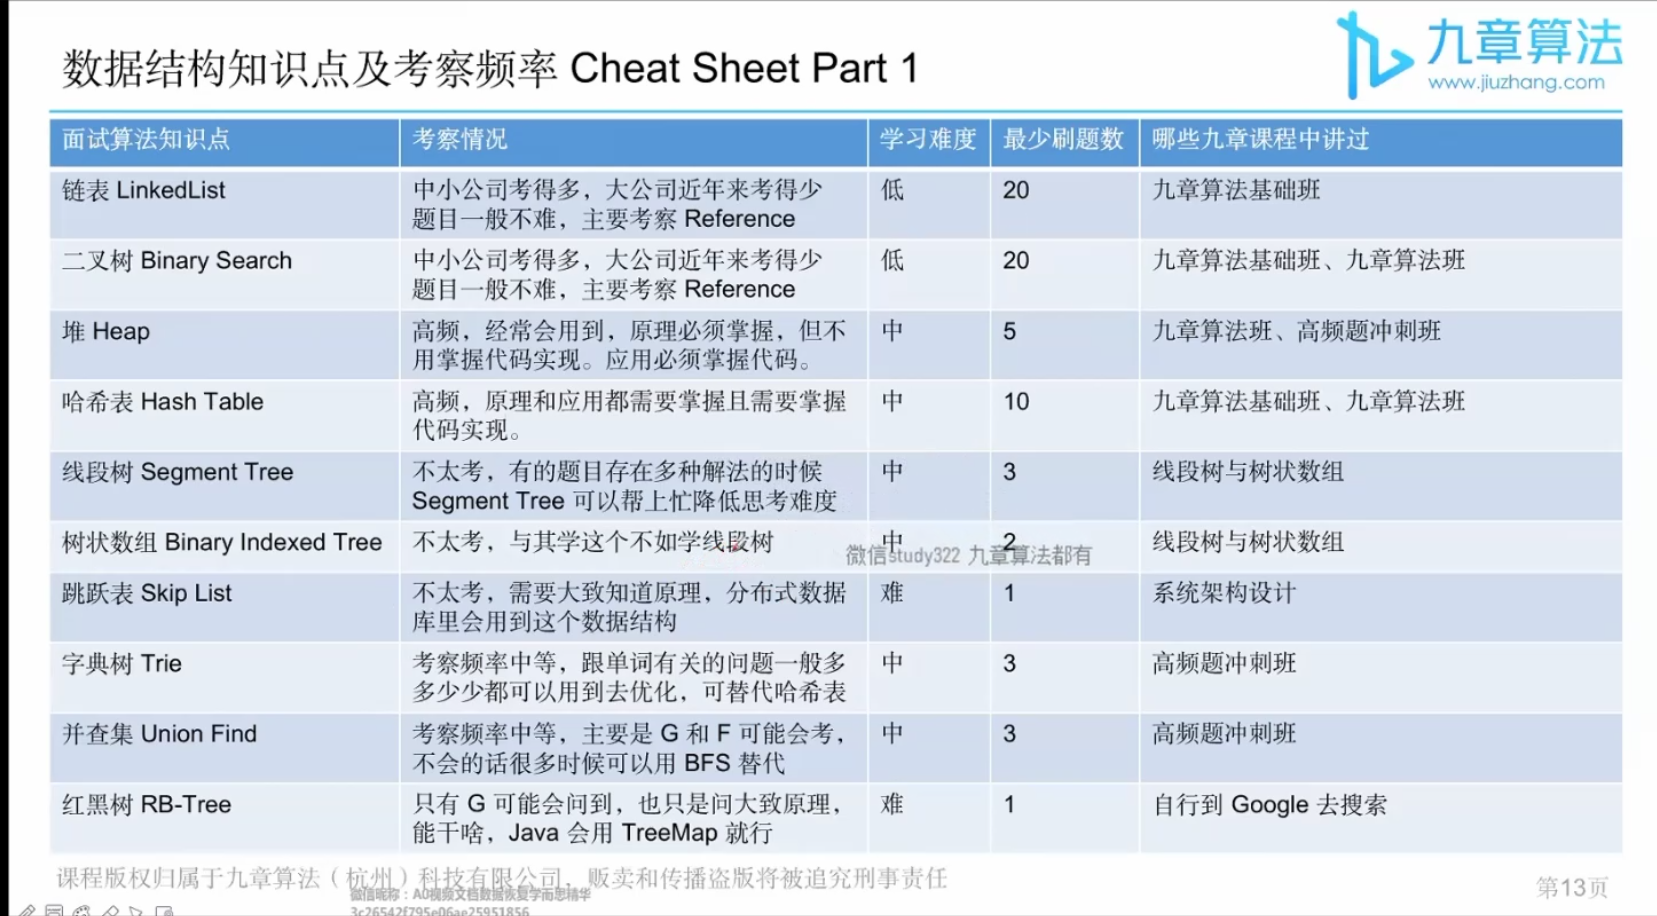 九章算法
www.jiuzhang.com
数据结构知识点及考察频率 Cheat Sheet Part 1
面试算法知识点 考察情况 学习难度 最少刷题数 哪些九章课程中讲过
链表 LinkedList 中小公司考得多，大公司近年来考得少 低 20 九章算法基础班
题目一般不难，主要考察 Reference
二叉树 Binary Search 中小公司考得多，大公司近年来考得少 低 20 九章算法基础班、九章算法班
题目一般不难，主要考察 Reference
堆 Heap 高频，经常会用到，原理必须掌握，但不 中 5 九章算法班、高频题冲刺班
用掌握代码实现。应用必须掌握代码。
哈希表 Hash Table 高频，原理和应用都需要掌握且需要掌握 中 10 九章算法基础班、九章算法班
代码实现。
线段树 Segment Tree 不太考，有的题目存在多种解法的时候 中 3 线段树与树状数组
Segment Tree 可以帮上忙降低思考难度
树状数组 Binary Indexed Tree 不太考，与其学这个不如学线段树 中 2 线段树与树状数组
微信study322 九章算法都有
跳跃表 Skip List 不太考，需要大致知道原理，分布式数据 难 1 系统架构设计
库里会用到这个数据结构
字典树 Trie 考察频率中等，跟单词有关的问题一般多 中 3 高频题冲刺班
多少少都可以用到去优化，可替代哈希表
并查集 Union Find 考察频率中等，主要是 G 和 F 可能会考， 中 3 高频题冲刺班
不会的话很多时候可以用 BFS 替代
红黑树 RB-Tree 只有 G 可能会问到，也只是问大致原理， 难 1 自行到 Google 去搜索
能干啥，Java 会用 TreeMap 就行
课程版权归属于九章算法（杭州）科技有限公司，贩卖和传播盗版将被追究刑事责任
微信昵称：A0视频文档数据恢复学而思精华
3c26542f795e06ae25951856
第13页